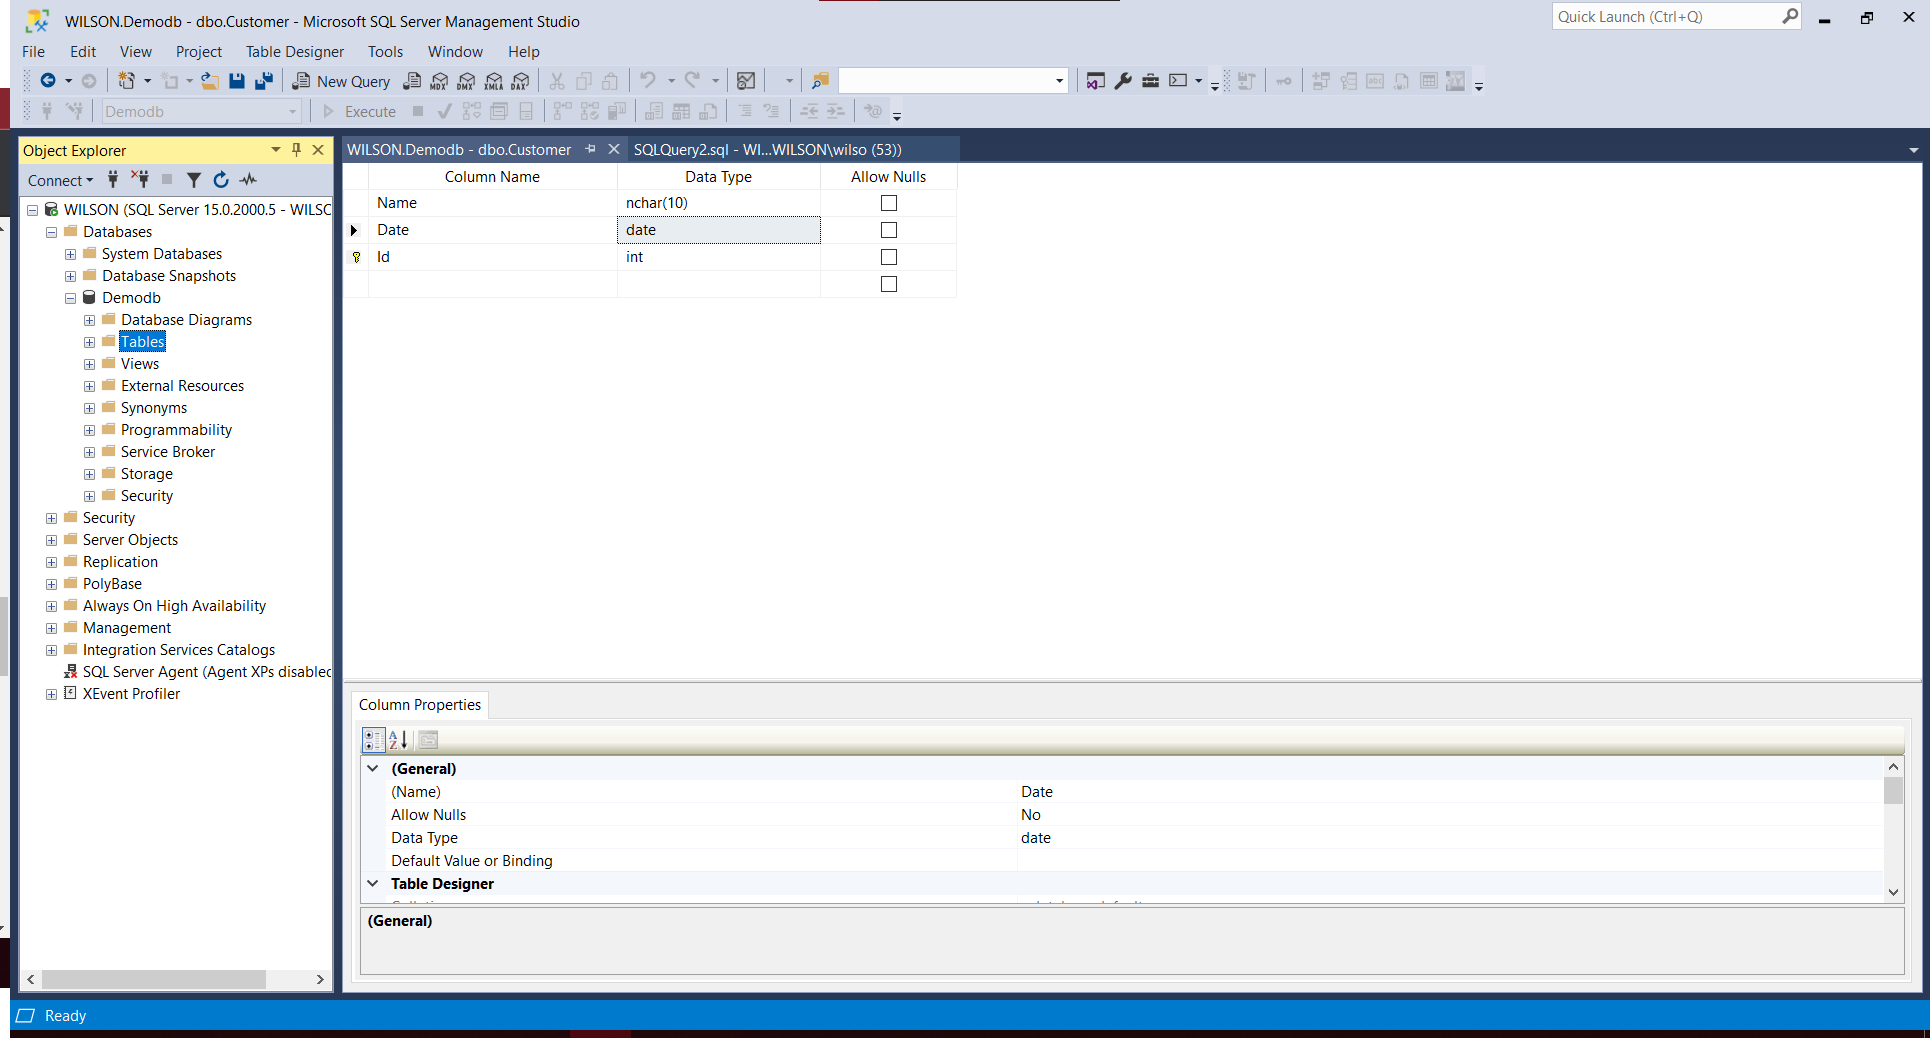 WILSON.Demodb - dbo.Customer - Microsoft SQL Server Management Studio
Quick Launch (Ctrl+Q)
File Edit View Project Table Designer Tools Window Help
New Query MDX DMX XMLA DAX
Demodb Execute
Object Explorer
Connect
WILSON (SQL Server 15.0.2000.5 - WILSC
Databases
System Databases
Database Snapshots
Demodb
Database Diagrams
Tables
Views
External Resources
Synonyms
Programmability
Service Broker
Storage
Security
Security
Server Objects
Replication
PolyBase
Always On High Availability
Management
Integration Services Catalogs
SQL Server Agent (Agent XPs disablec
XEvent Profiler
WILSON.Demodb - dbo.Customer SQLQuery2.sql - WI...WILSON\wilso (53))
Column Name Data Type Allow Nulls
Name nchar(10)
Date date
Id int
Column Properties
(General)
(Name) Date
Allow Nulls No
Data Type date
Default Value or Binding
Table Designer
(General)
Ready